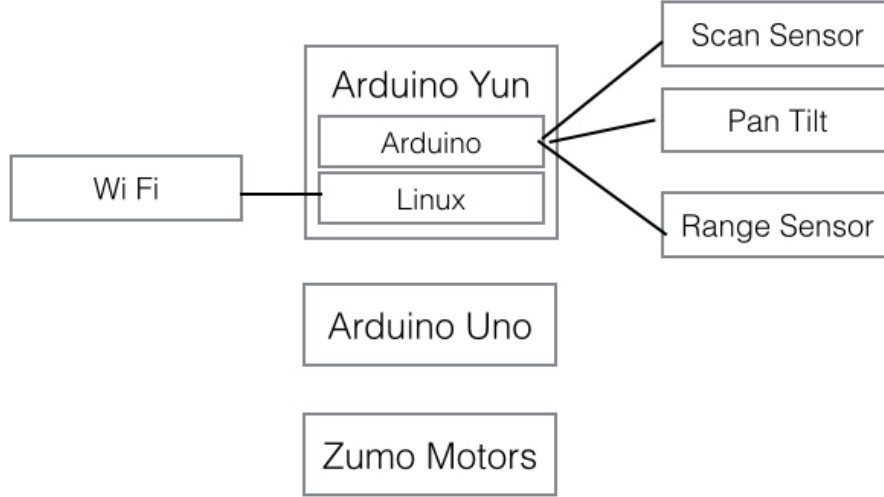 Scan Sensor
Arduino Yun
Pan Tilt
Arduino
Wi Fi
Linux
Range Sensor
Arduino Uno
Zumo Motors